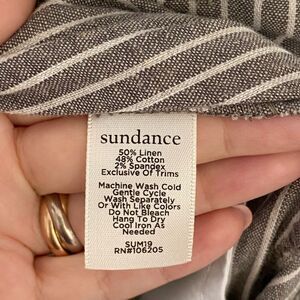 sundance
50% Linen
48% Cotton
2% Spandex
Exclusive Of Trims
Machine Wash Cold
Gentle Cycle
Wash Separately
Or With Like Colors
Do Not Bleach
Hang To Dry
Cool Iron As
Needed
SUM19
RN#106205